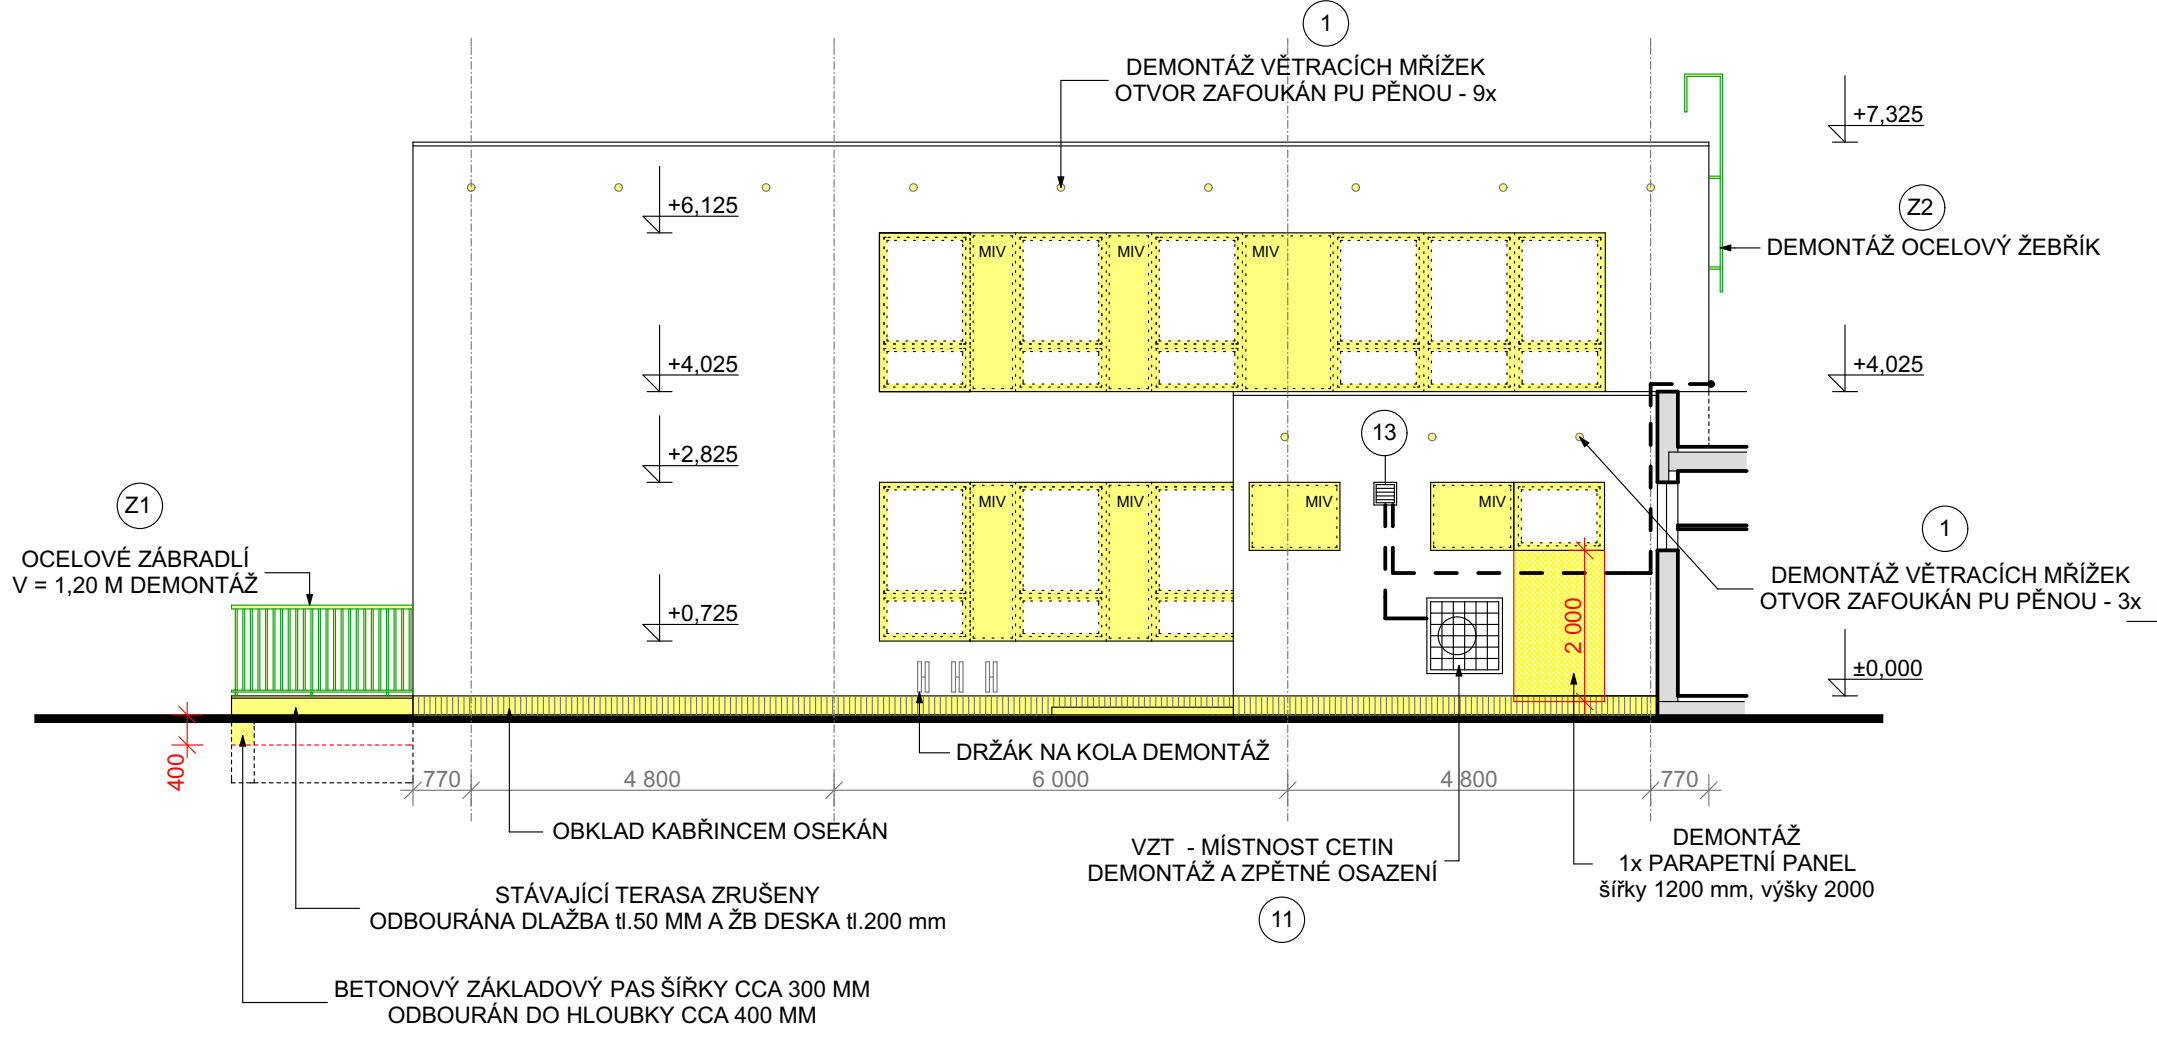 1
DEMONTÁŽ VĚTRACÍCH MŘÍŽEK
OTVOR ZAFOUKÁN PU PĚNOU - 9x
+7,325
+6,125
Z2
DEMONTÁŽ OCELOVÝ ŽEBŘÍK
MIV
MIV
MIV
+4,025
+4,025
13
+2,825
MIV
MIV
MIV
MIV
Z1
OCELOVÉ ZÁBRADLÍ
V = 1,20 M DEMONTÁŽ
1
DEMONTÁŽ VĚTRACÍCH MŘÍŽEK
OTVOR ZAFOUKÁN PU PĚNOU - 3x
+0,725
2 000
±0,000
400
DRŽÁK NA KOLA DEMONTÁŽ
770
4 800
6 000
4 800
770
OBKLAD KABŘINCEM OSEKÁN
VZT - MÍSTNOST CETIN
DEMONTÁŽ A ZPĚTNÉ OSAZENÍ
11
DEMONTÁŽ
1x PARAPETNÍ PANEL
šířky 1200 mm, výšky 2000
STÁVAJÍCÍ TERASA ZRUŠENY
ODBOURÁNA DLAŽBA tl.50 MM A ŽB DESKA tl.200 mm
BETONOVÝ ZÁKLADOVÝ PAS ŠÍŘKY CCA 300 MM
ODBOURÁN DO HLOUBKY CCA 400 MM